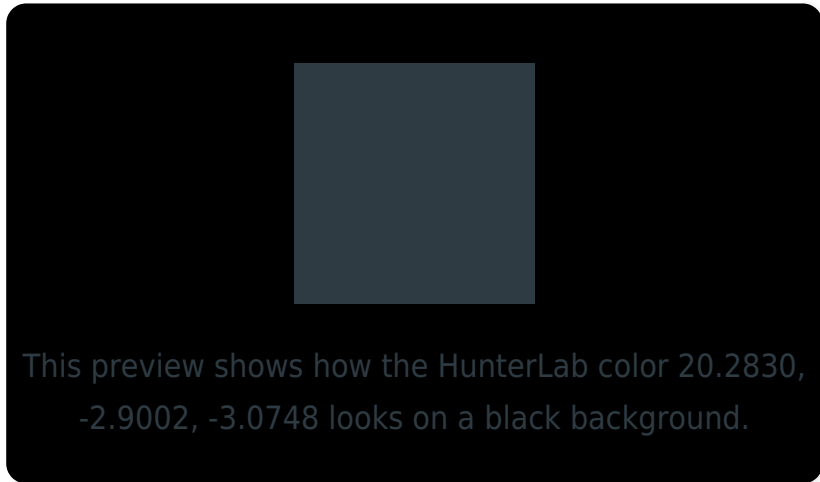 This preview shows how the HunterLab color 20.2830,
-2.9002, -3.0748 looks on a black background.